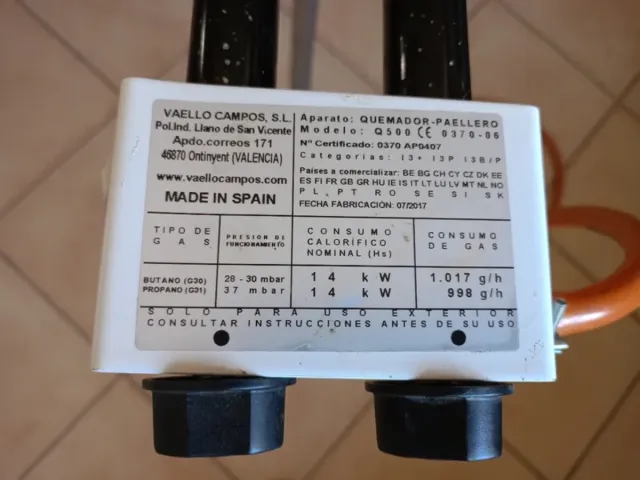 VAELLO CAMPOS, S.L.
Pol.Ind. Llano de San Vicente
Apdo.correos 171
46870 Ontinyent (VALENCIA)
www.vaellocampos.com
MADE IN SPAIN
Aparato: QUEMADOR-PAELLERO
Modelo: Q500 CE 0370-06
Nº Certificado: 0370 AP0407
Categorías: I3+ I3P I3B/P
Países a comercializar: BE BG CH CY CZ DK EE
ES FI FR GB GR HU IE IS IT LT LU LV MT NL NO
PL PT RO SE SI SK
FECHA FABRICACIÓN: 07/2017
TIPO DE GAS
PRESION DE FUNCIONAMIENTO
CONSUMO CALORÍFICO NOMINAL (Hs)
CONSUMO DE GAS
BUTANO (G30) 28 - 30 mbar 14 kW 1.017 g/h
PROPANO (G31) 37 mbar 14 kW 998 g/h
SOLO PARA USO EXTERIOR
CONSULTAR INSTRUCCIONES ANTES DE SU USO